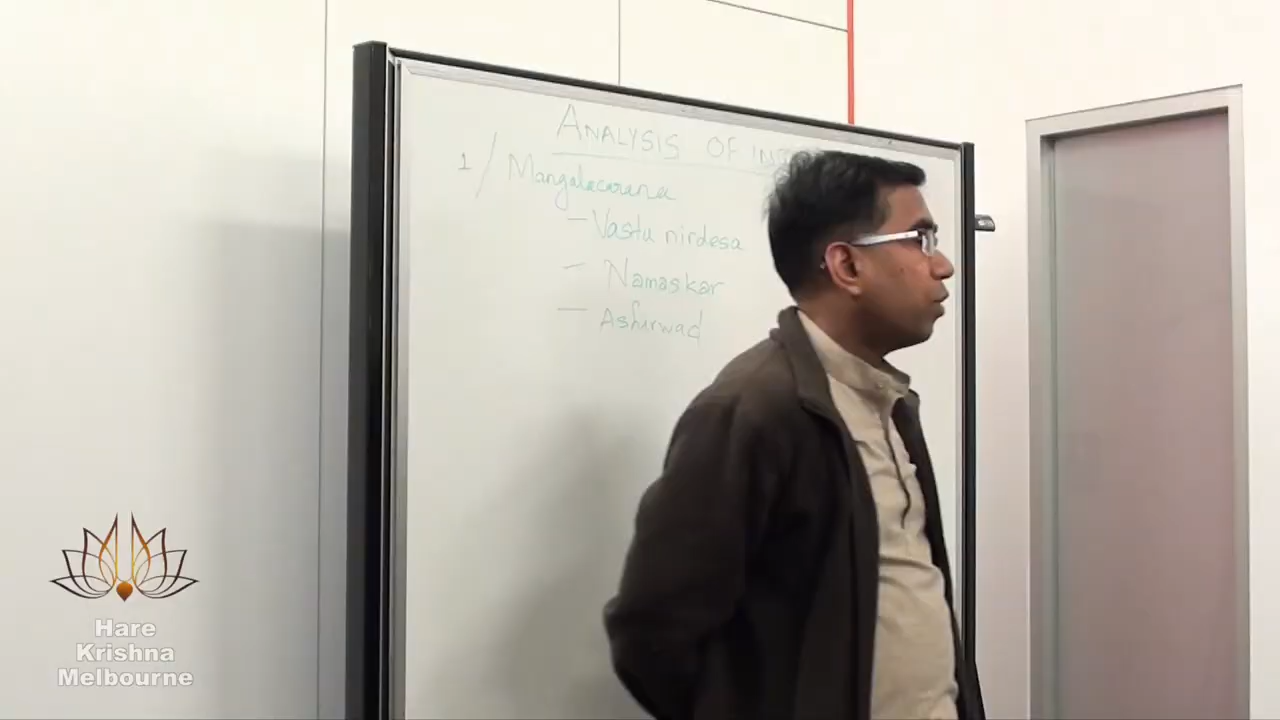 ANALYSIS OF
1/ Mangalacarana
- Vastu nirdesa
- Namaskar
- Ashirwad
Hare
Krishna
Melbourne